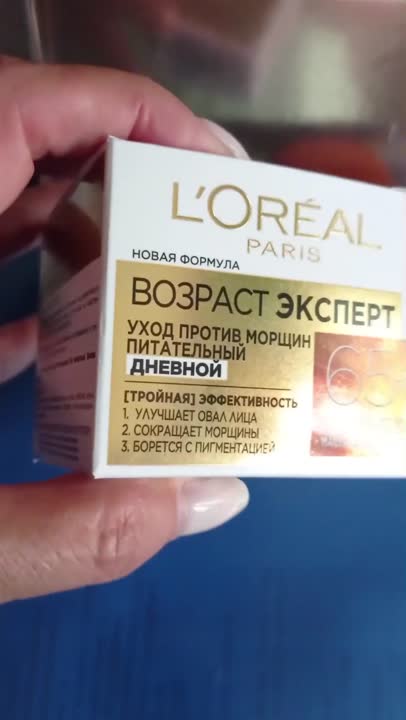 L'ORÉAL
PARIS
НОВАЯ ФОРМУЛА
ВОЗРАСТ ЭКСПЕРТ
УХОД ПРОТИВ МОРЩИН
ПИТАТЕЛЬНЫЙ
ДНЕВНОЙ
65
[ТРОЙНАЯ] ЭФФЕКТИВНОСТЬ
1. УЛУЧШАЕТ ОВАЛ ЛИЦА
2. СОКРАЩАЕТ МОРЩИНЫ
3. БОРЕТСЯ С ПИГМЕНТАЦИЕЙ